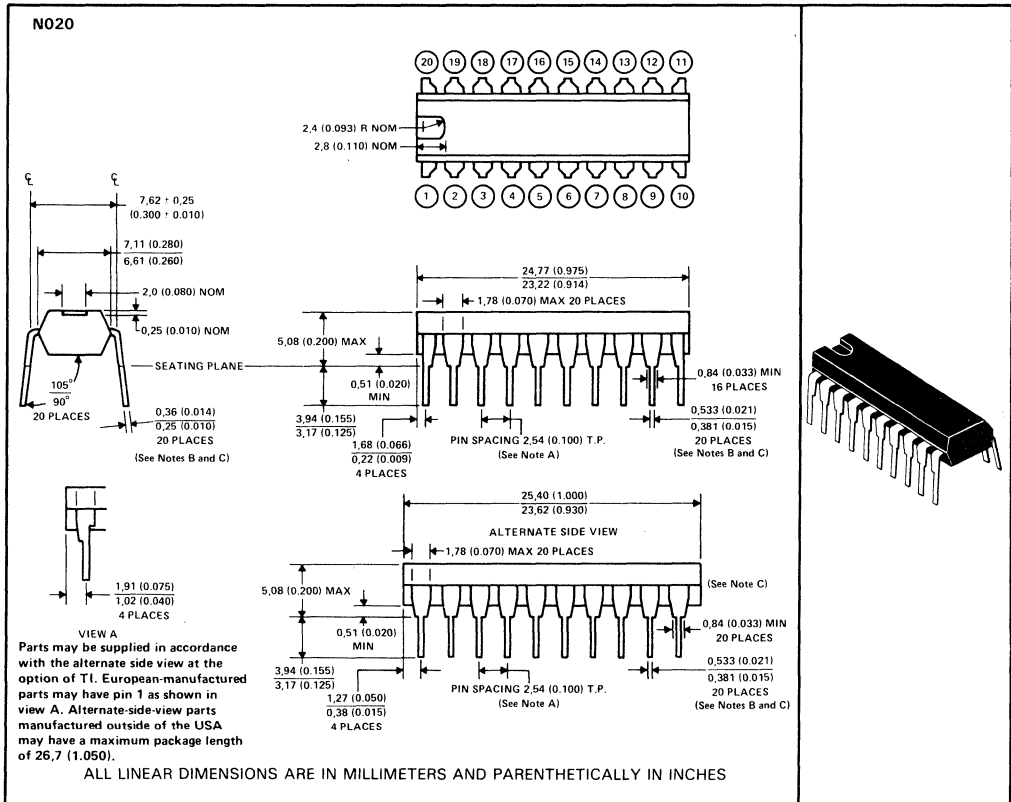 N020
20 19 18 17 16 15 14 13 12 11
2,4 (0.093) R NOM
2,8 (0.110) NOM
1 2 3 4 5 6 7 8 9 10
℄ ℄
7,62 ± 0,25
(0.300 ± 0.010)
7,11 (0.280)
6,61 (0.260)
2,0 (0.080) NOM
0,25 (0.010) NOM
SEATING PLANE
105°
90°
20 PLACES
0,36 (0.014)
0,25 (0.010)
20 PLACES
(See Notes B and C)
24,77 (0.975)
23,22 (0.914)
1,78 (0.070) MAX 20 PLACES
5,08 (0.200) MAX
0,51 (0.020)
MIN
0,84 (0.033) MIN
16 PLACES
3,94 (0.155)
3,17 (0.125)
1,68 (0.066)
0,22 (0.009)
4 PLACES
PIN SPACING 2,54 (0.100) T.P.
(See Note A)
0,533 (0.021)
0,381 (0.015)
20 PLACES
(See Notes B and C)
25,40 (1.000)
23,62 (0.930)
ALTERNATE SIDE VIEW
1,78 (0.070) MAX 20 PLACES
5,08 (0.200) MAX
(See Note C)
0,51 (0.020)
MIN
0,84 (0.033) MIN
20 PLACES
3,94 (0.155)
3,17 (0.125)
1,27 (0.050)
0,38 (0.015)
4 PLACES
PIN SPACING 2,54 (0.100) T.P.
(See Note A)
0,533 (0.021)
0,381 (0.015)
20 PLACES
(See Notes B and C)
1,91 (0.075)
1,02 (0.040)
4 PLACES
VIEW A
Parts may be supplied in accordance
with the alternate side view at the
option of TI. European-manufactured
parts may have pin 1 as shown in
view A. Alternate-side-view parts
manufactured outside of the USA
may have a maximum package length
of 26,7 (1.050).
ALL LINEAR DIMENSIONS ARE IN MILLIMETERS AND PARENTHETICALLY IN INCHES